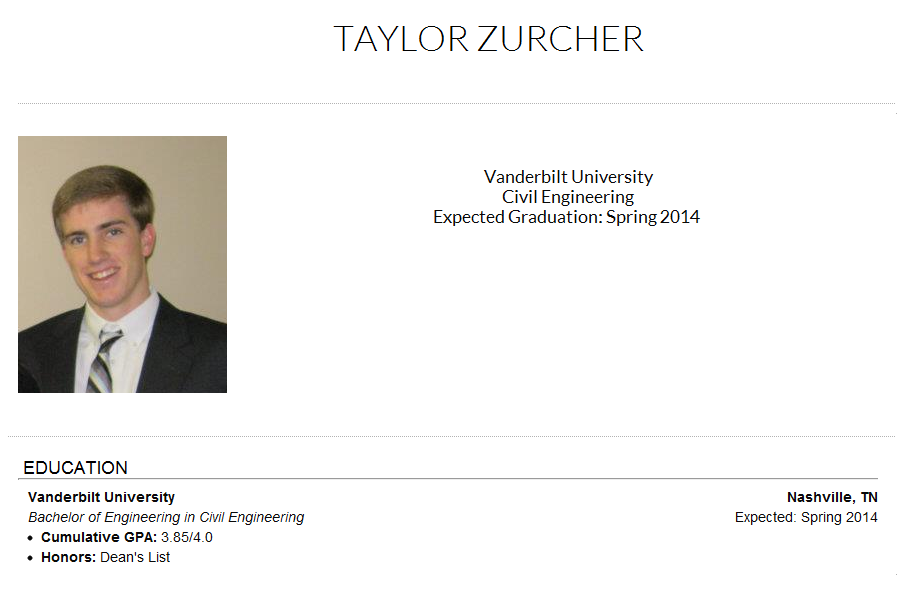 TAYLOR ZURCHER
Vanderbilt University
Civil Engineering
Expected Graduation: Spring 2014
EDUCATION
Vanderbilt University Nashville, TN
Bachelor of Engineering in Civil Engineering Expected: Spring 2014
• Cumulative GPA: 3.85/4.0
• Honors: Dean's List